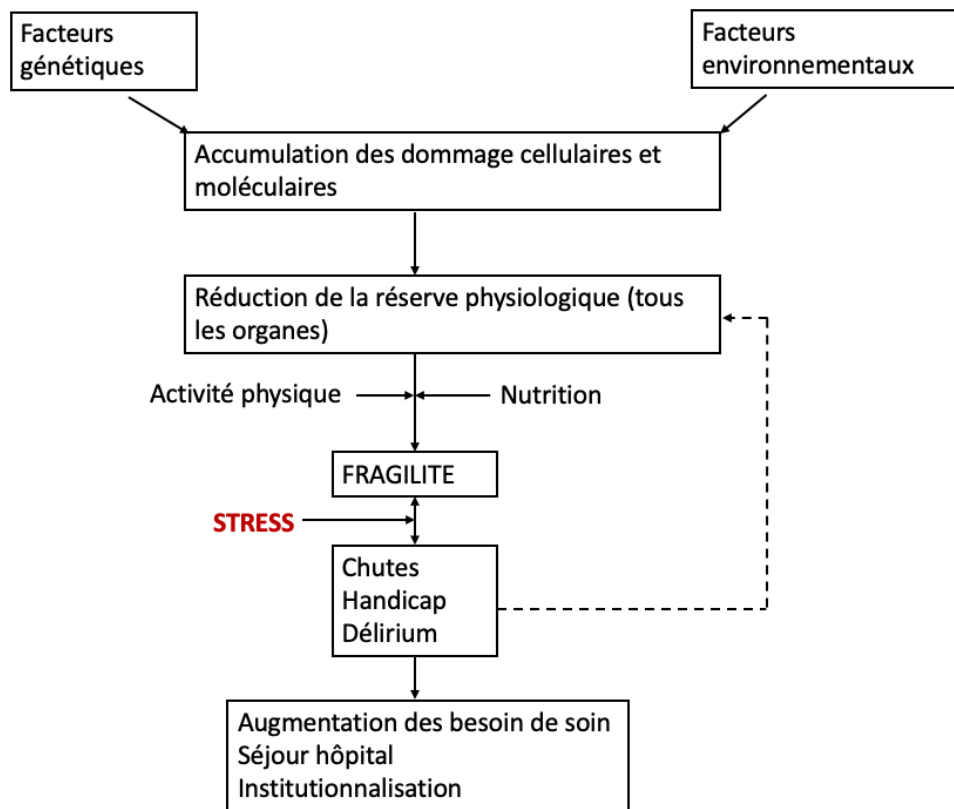 Facteurs
génétiques
Facteurs
environnementaux
Accumulation des dommage cellulaires et
moléculaires
Réduction de la réserve physiologique (tous
les organes)
Activité physique
Nutrition
FRAGILITE
STRESS
Chutes
Handicap
Délirium
Augmentation des besoin de soin
Séjour hôpital
Institutionnalisation